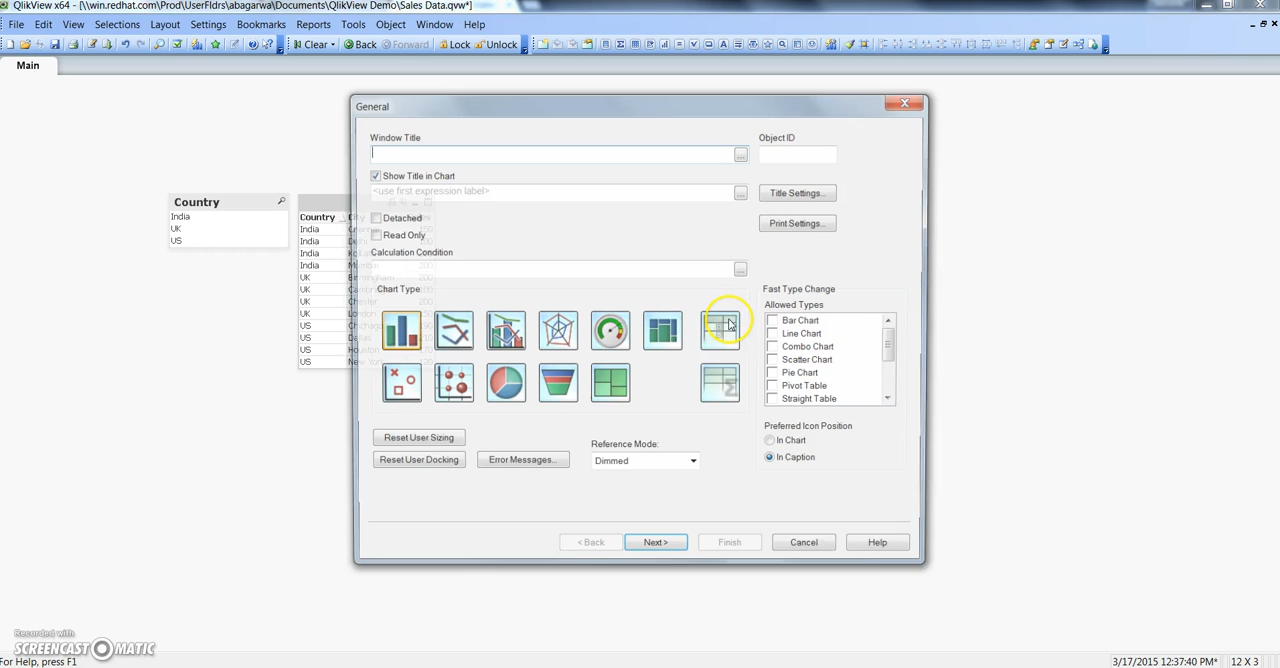 QlikView x64 - [\\win.redhat.com\Prod\UserFldrs\abagarwa\Documents\QlikView Demo\Sales Data.qvw*]
File Edit View Selections Layout Settings Bookmarks Reports Tools Object Window Help
Clear Back Forward Lock Unlock
Main
General
Window Title
Object ID
Show Title in Chart
<use first expression label>
Title Settings...
Detached
Print Settings...
Read Only
Calculation Condition
Chart Type
Fast Type Change
Allowed Types
Bar Chart
Line Chart
Combo Chart
Scatter Chart
Pie Chart
Pivot Table
Straight Table
Preferred Icon Position
In Chart
In Caption
Reset User Sizing
Reset User Docking
Error Messages...
Reference Mode:
Dimmed
< Back
Next >
Finish
Cancel
Help
Country
India
UK
US
Country
India
India
India
India
UK
UK
UK
UK
US
US
US
US
Recorded with
SCREENCAST MATIC
For Help, press F1
3/17/2015 12:37:40 PM*
12 X 3